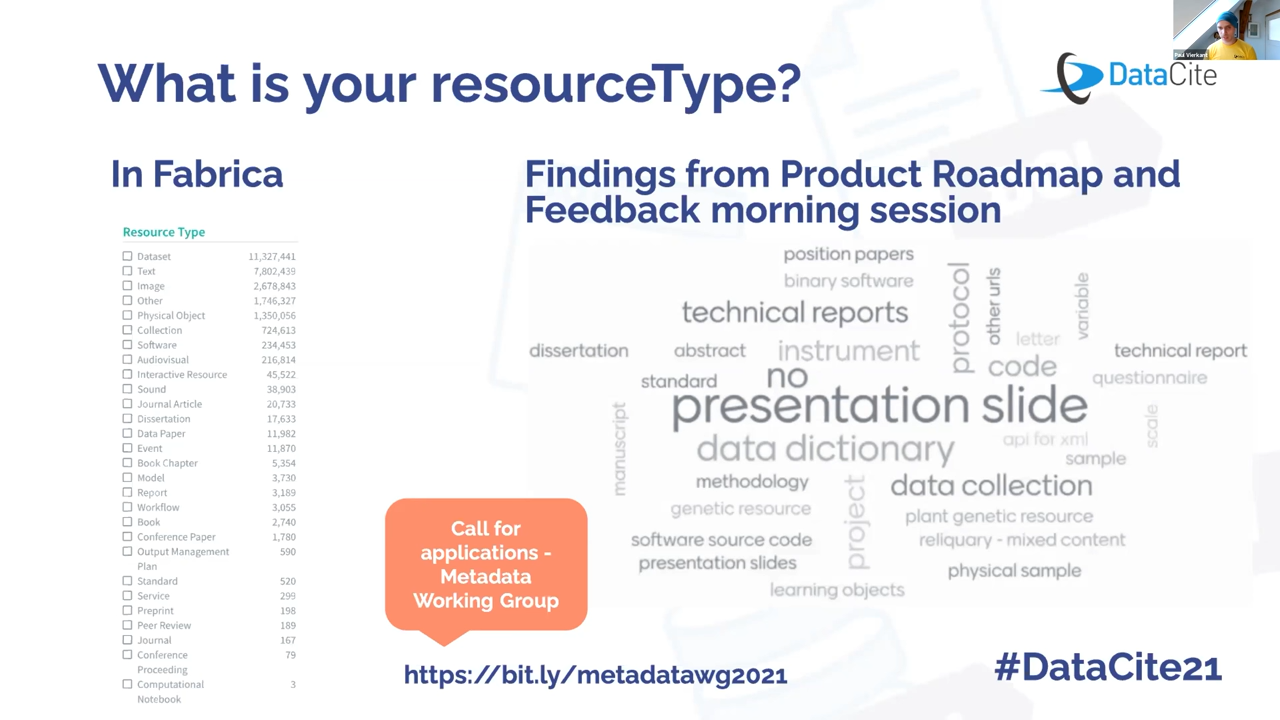 What is your resourceType?
Paul Vierkant
DataCite
In Fabrica
Resource Type
Dataset 11,327,441
Text 7,802,439
Image 2,678,843
Other 1,746,327
Physical Object 1,350,056
Collection 724,613
Software 234,453
Audiovisual 216,814
Interactive Resource 45,522
Sound 38,903
Journal Article 20,733
Dissertation 17,633
Data Paper 11,982
Event 11,870
Book Chapter 5,354
Model 3,730
Report 3,189
Workflow 3,055
Book 2,740
Conference Paper 1,780
Output Management 590
Plan
Standard 520
Service 299
Preprint 198
Peer Review 189
Journal 167
Conference 79
Proceeding
Computational 3
Notebook
Findings from Product Roadmap and
Feedback morning session
position papers
binary software
technical reports
protocol
other urls
variable
dissertation
abstract
instrument
letter
code
technical report
standard
no
questionnaire
presentation slide
manuscript
data dictionary
api for xml
scale
sample
methodology
data collection
genetic resource
project
plant genetic resource
software source code
reliquary - mixed content
presentation slides
physical sample
learning objects
Call for
applications -
Metadata
Working Group
https://bit.ly/metadatawg2021
#DataCite21